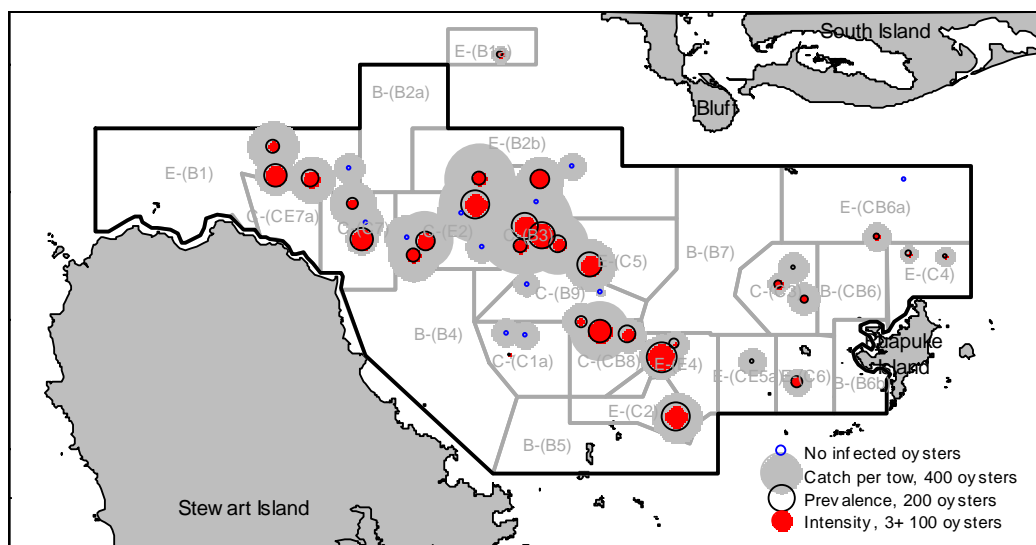 South Island
E-(B1
B-(B2a)
Bluff
E-(B2b)
E-(B1)
C-(CE7a)
E-(CB6a)
C-(E2)
C-(B3)
E-(C5)
B-(B7)
E-(C4)
C-(B9)
B-(CB6)
B-(B4)
C-(C1a)
C-(CB8)
E-(E4)
Island
E-(CE5a)
B-(B6b)
E-(C2)
B-(B5)
No infected oysters
Catch per tow, 400 oysters
Prevalence, 200 oysters
Intensity, 3+ 100 oysters
Stewart Island